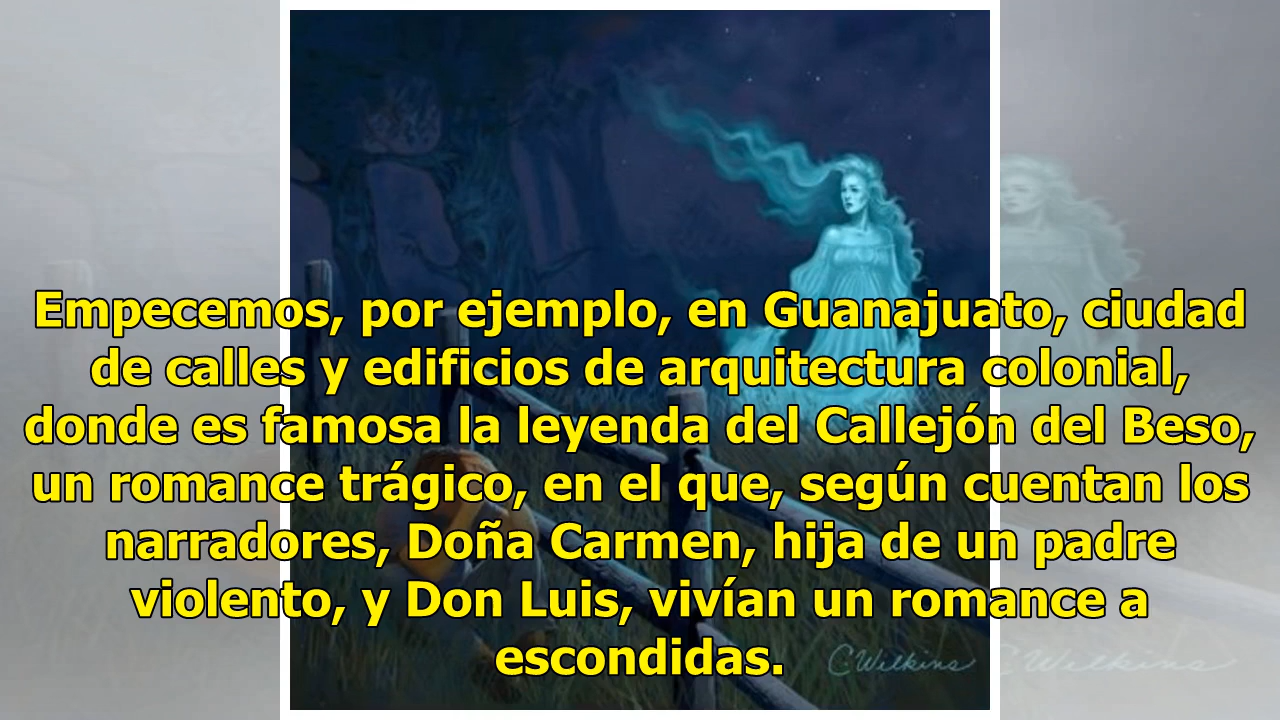 Empecemos, por ejemplo, en Guanajuato, ciudad
de calles y edificios de arquitectura colonial,
donde es famosa la leyenda del Callejón del Beso,
un romance trágico, en el que, según cuentan los
narradores, Doña Carmen, hija de un padre
violento, y Don Luis, vivían un romance a
escondidas.
C Wilkins
C Wilkins